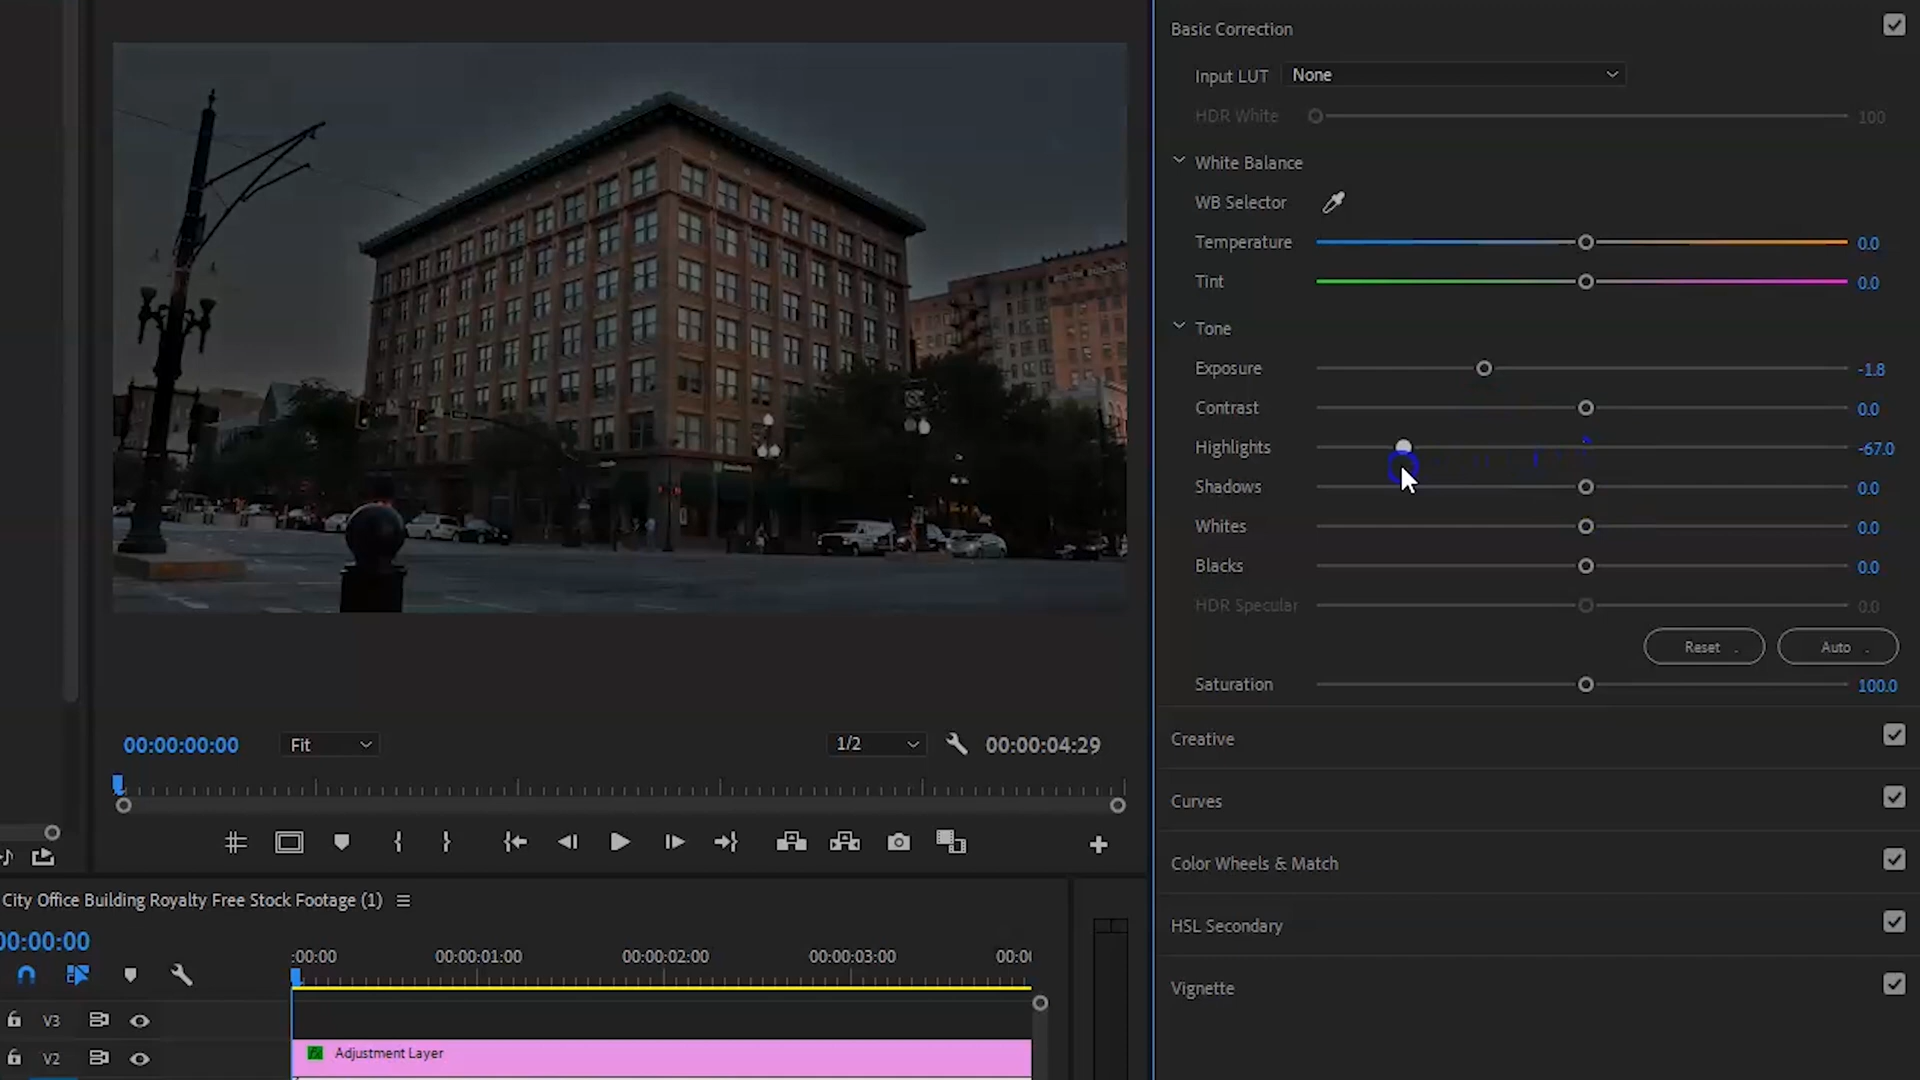 Basic Correction
Input LUT None
HDR White 100
White Balance
WB Selector
Temperature 0.0
Tint 0.0
Tone
Exposure -1.8
Contrast 0.0
Highlights -67.0
Shadows 0.0
Whites 0.0
Blacks 0.0
HDR Specular 0.0
Reset Auto
Saturation 100.0
Creative
Curves
Color Wheels & Match
HSL Secondary
Vignette
00:00:00:00 Fit 1/2 00:00:04:29
City Office Building Royalty Free Stock Footage (1)
00:00:00
:00:00 00:00:01:00 00:00:02:00 00:00:03:00 00:0
V3
V2 Adjustment Layer